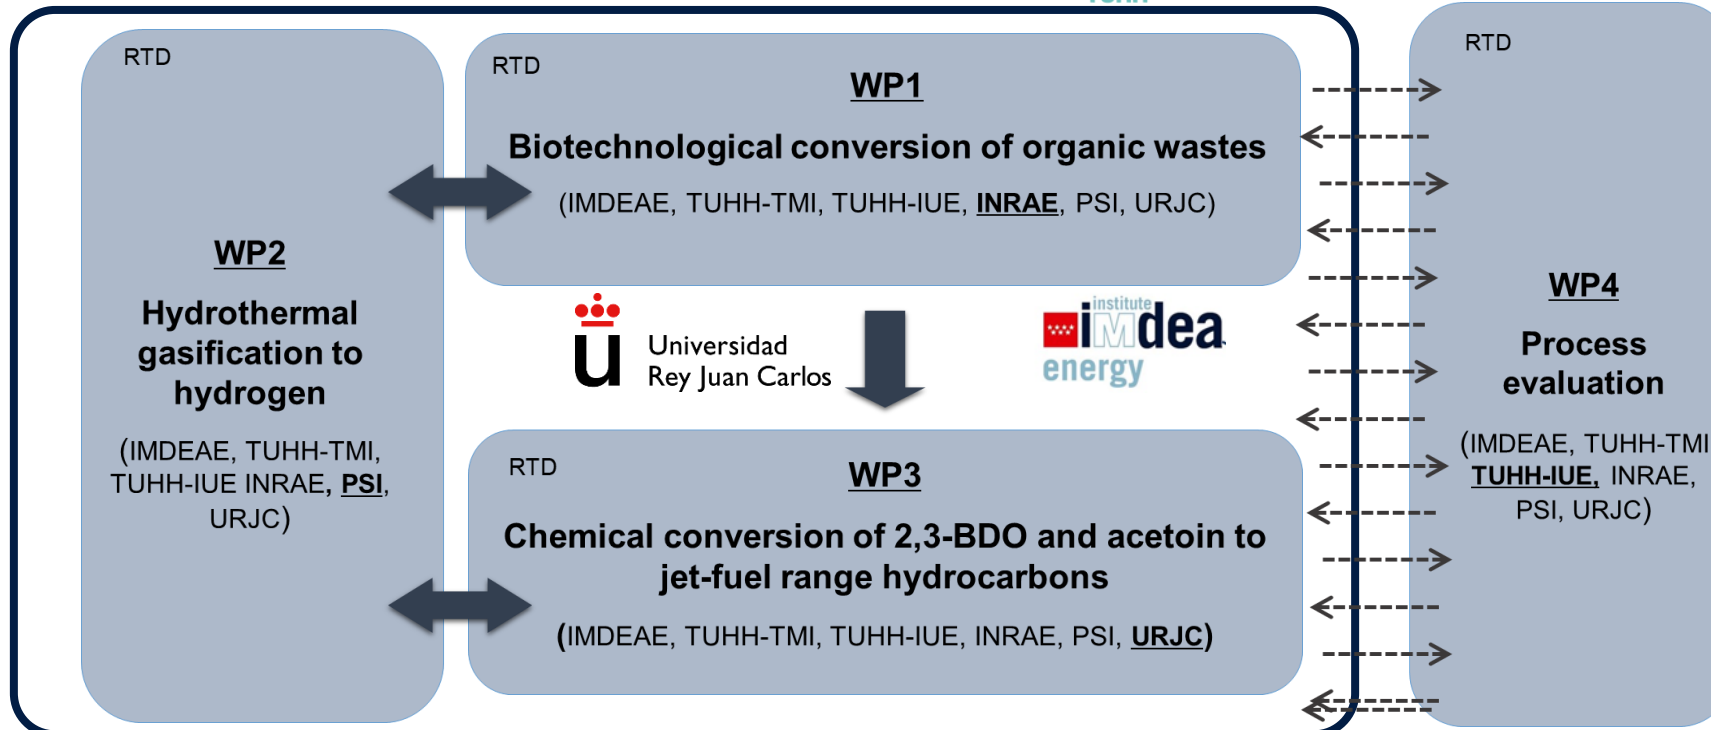 RTD
WP2
Hydrothermal
gasification to
hydrogen
(IMDEAE, TUHH-TMI,
TUHH-IUE INRAE, PSI,
URJC)
RTD
WP1
Biotechnological conversion of organic wastes
(IMDEAE, TUHH-TMI, TUHH-IUE, INRAE, PSI, URJC)
u
Universidad
Rey Juan Carlos
institute
imdea
energy
RTD
WP3
Chemical conversion of 2,3-BDO and acetoin to
jet-fuel range hydrocarbons
(IMDEAE, TUHH-TMI, TUHH-IUE, INRAE, PSI, URJC)
RTD
WP4
Process
evaluation
(IMDEAE, TUHH-TMI
TUHH-IUE, INRAE,
PSI, URJC)